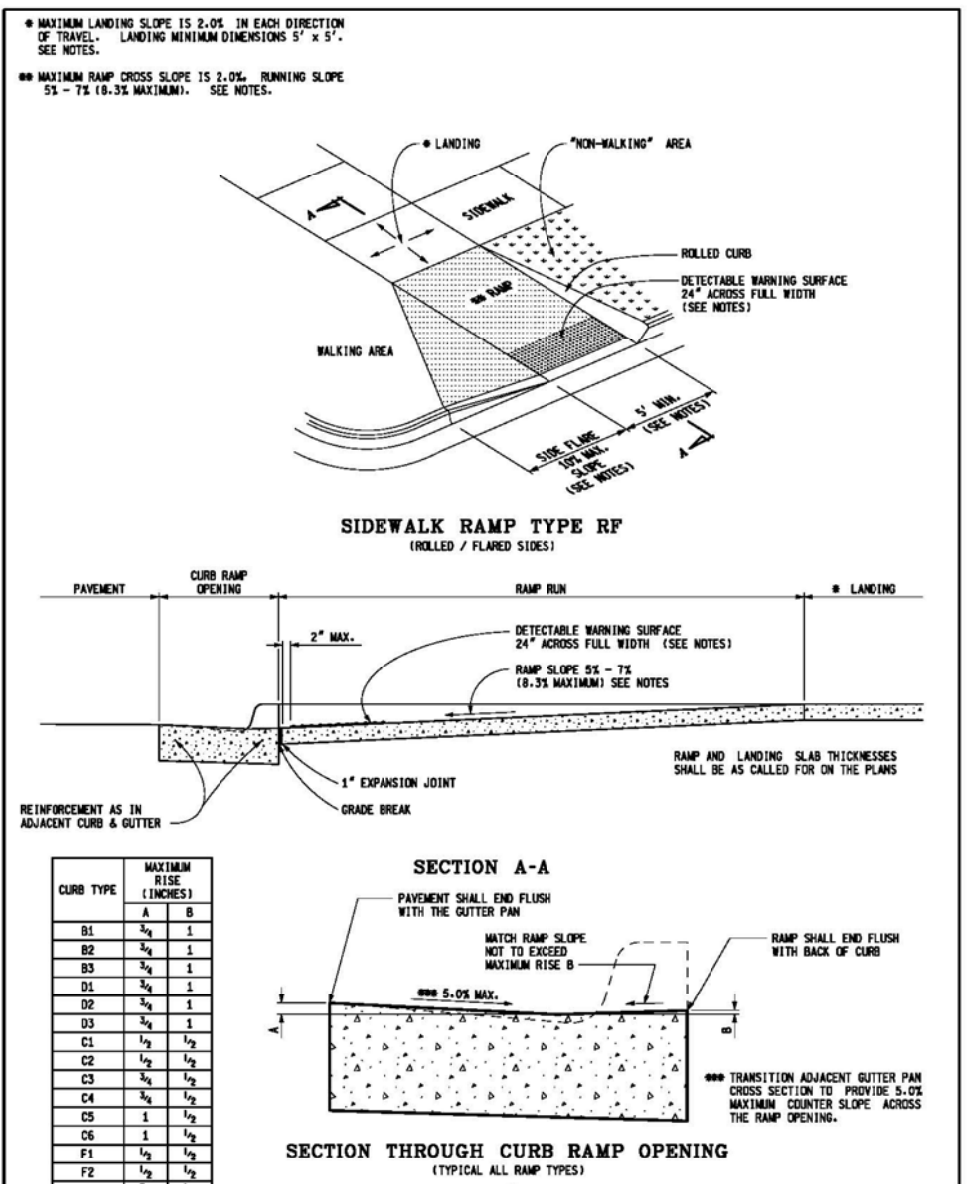 * MAXIMUM LANDING SLOPE IS 2.0% IN EACH DIRECTION
OF TRAVEL. LANDING MINIMUM DIMENSIONS 5' x 5'.
SEE NOTES.
** MAXIMUM RAMP CROSS SLOPE IS 2.0%. RUNNING SLOPE
5% - 7% (8.3% MAXIMUM). SEE NOTES.
* LANDING
"NON-WALKING" AREA
A
SIDEWALK
ROLLED CURB
DETECTABLE WARNING SURFACE
24" ACROSS FULL WIDTH
(SEE NOTES)
** RAMP
WALKING AREA
5' MIN.
(SEE NOTES)
SIDE FLARE
10% MAX.
SLOPE
(SEE NOTES)
A
SIDEWALK RAMP TYPE RF
(ROLLED / FLARED SIDES)
PAVEMENT
CURB RAMP
OPENING
RAMP RUN
* LANDING
2" MAX.
DETECTABLE WARNING SURFACE
24" ACROSS FULL WIDTH (SEE NOTES)
RAMP SLOPE 5% - 7%
(8.3% MAXIMUM) SEE NOTES
RAMP AND LANDING SLAB THICKNESSES
SHALL BE AS CALLED FOR ON THE PLANS
1" EXPANSION JOINT
GRADE BREAK
REINFORCEMENT AS IN
ADJACENT CURB & GUTTER
SECTION A-A
CURB TYPE
MAXIMUM
RISE
(INCHES)
A B
B1 3/4 1
B2 3/4 1
B3 3/4 1
D1 3/4 1
D2 3/4 1
D3 3/4 1
C1 1/2 1/2
C2 1/2 1/2
C3 3/4 1/2
C4 3/4 1/2
C5 1 1/2
C6 1 1/2
F1 1/2 1/2
F2 1/2 1/2
PAVEMENT SHALL END FLUSH
WITH THE GUTTER PAN
MATCH RAMP SLOPE
NOT TO EXCEED
MAXIMUM RISE B
RAMP SHALL END FLUSH
WITH BACK OF CURB
*** 5.0% MAX.
A
B
*** TRANSITION ADJACENT GUTTER PAN
CROSS SECTION TO PROVIDE 5.0%
MAXIMUM COUNTER SLOPE ACROSS
THE RAMP OPENING.
SECTION THROUGH CURB RAMP OPENING
(TYPICAL ALL RAMP TYPES)